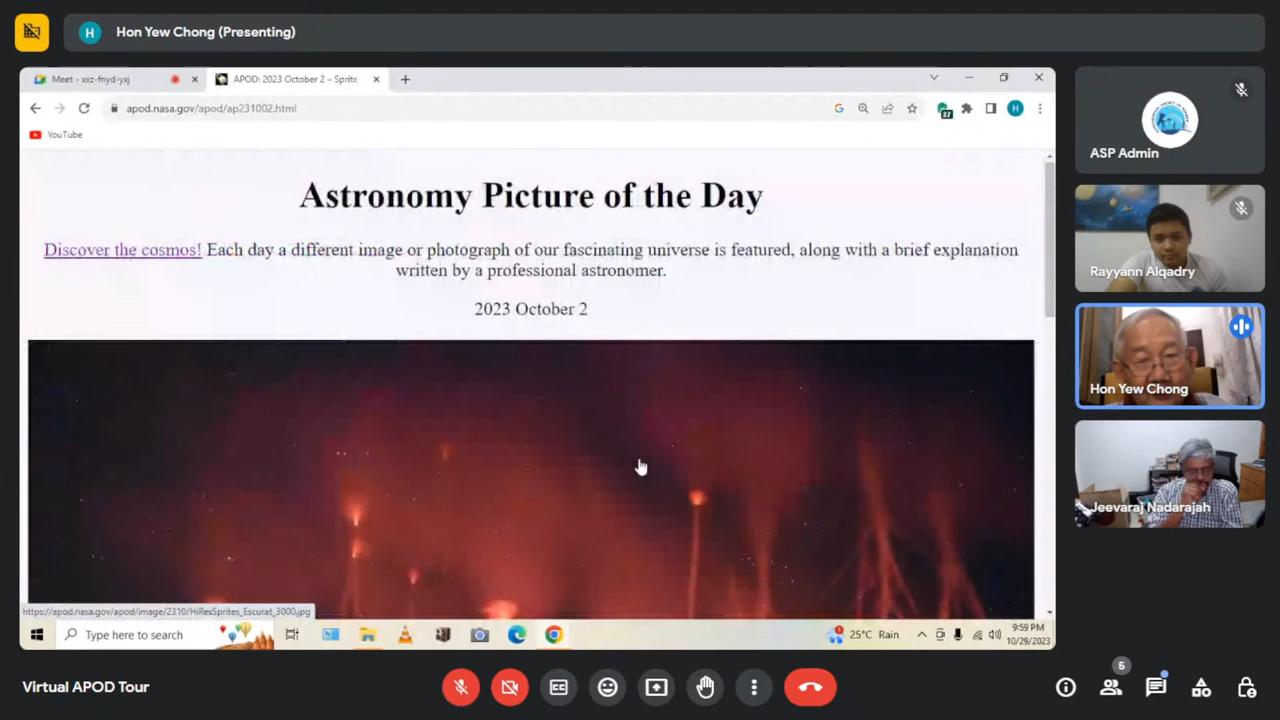 H Hon Yew Chong (Presenting)
Meet - xxz-fnyd-yxj
APOD: 2023 October 2 – Sprite
apod.nasa.gov/apod/ap231002.html
G
37
H
YouTube
Astronomy Picture of the Day
Discover the cosmos! Each day a different image or photograph of our fascinating universe is featured, along with a brief explanation
written by a professional astronomer.
2023 October 2
https://apod.nasa.gov/apod/image/2310/HiResSprites_Escurat_3000.jpg
Type here to search
25°C Rain
9:59 PM
10/29/2023
ASP Admin
Rayyann Alqadry
Hon Yew Chong
Jeevaraj Nadarajah
Virtual APOD Tour
CC
5